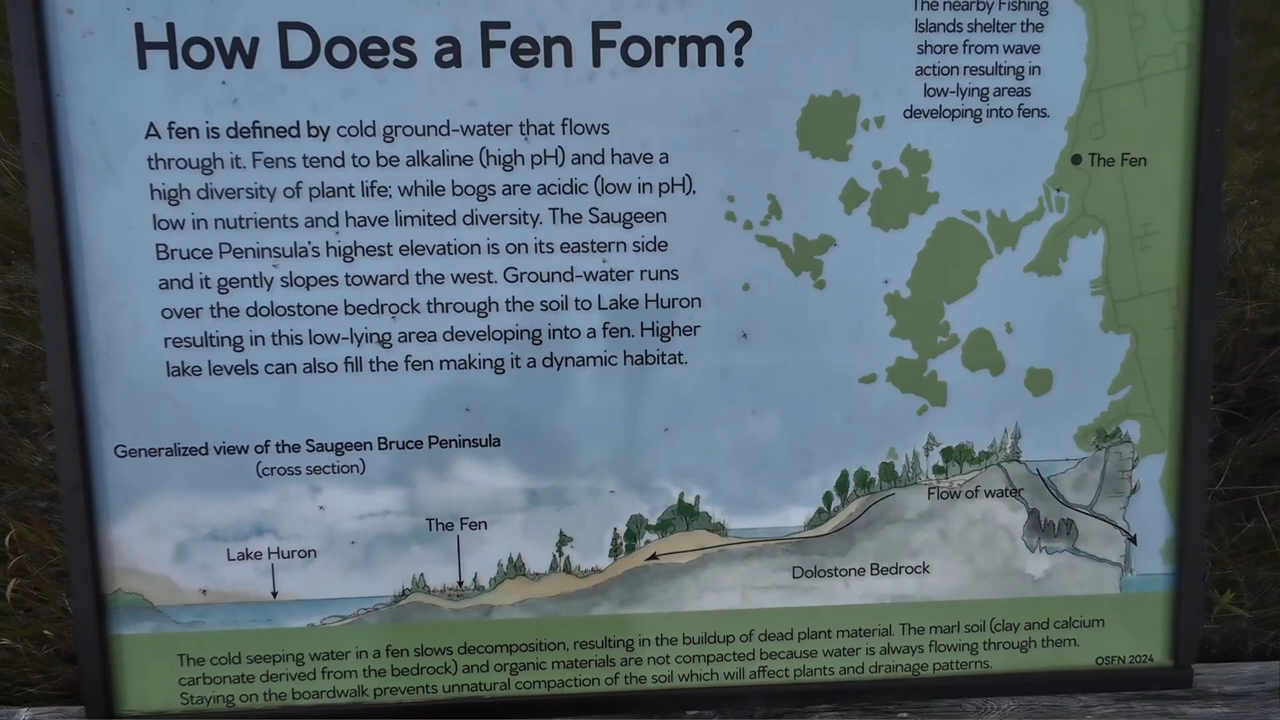 How Does a Fen Form?
A fen is defined by cold ground-water that flows
through it. Fens tend to be alkaline (high pH) and have a
high diversity of plant life; while bogs are acidic (low in pH),
low in nutrients and have limited diversity. The Saugeen
Bruce Peninsula's highest elevation is on its eastern side
and it gently slopes toward the west. Ground-water runs
over the dolostone bedrock through the soil to Lake Huron
resulting in this low-lying area developing into a fen. Higher
lake levels can also fill the fen making it a dynamic habitat.
The nearby Fishing
Islands shelter the
shore from wave
action resulting in
low-lying areas
developing into fens.
The Fen
Generalized view of the Saugeen Bruce Peninsula
(cross section)
Lake Huron
The Fen
Flow of water
Dolostone Bedrock
The cold seeping water in a fen slows decomposition, resulting in the buildup of dead plant material. The marl soil (clay and calcium
carbonate derived from the bedrock) and organic materials are not compacted because water is always flowing through them.
Staying on the boardwalk prevents unnatural compaction of the soil which will affect plants and drainage patterns.
OSFN 2024